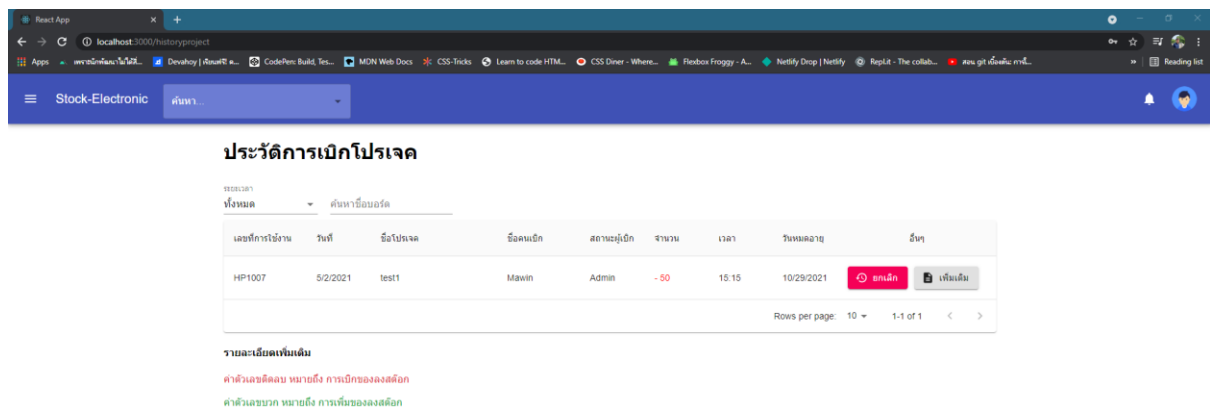 React App
localhost:3000/historyproject
Apps Devahoy | CodePen: Build, Tes... MDN Web Docs CSS-Tricks Learn to code HTM... CSS Diner - Where... Flexbox Froggy - A... Netlify Drop | Netlify Repl.it - The collab... สอน git เบื้องต้น: Reading list
Stock-Electronic ค้นหา...
ประวัติการเบิกโปรเจค
ระยะเวลา
ทั้งหมด ค้นหาชื่อบอร์ด
เลขที่การใช้งาน วันที่ ชื่อโปรเจค ชื่อคนเบิก สถานะผู้เบิก จำนวน เวลา วันหมดอายุ อื่นๆ
HP1007 5/2/2021 test1 Mawin Admin - 50 15:15 10/29/2021 ยกเลิก เพิ่มเติม
Rows per page: 10 1-1 of 1
รายละเอียดเพิ่มเติม
ค่าตัวเลขติดลบ หมายถึง การเบิกของลงสต๊อก
ค่าตัวเลขบวก หมายถึง การเพิ่มของลงสต๊อก